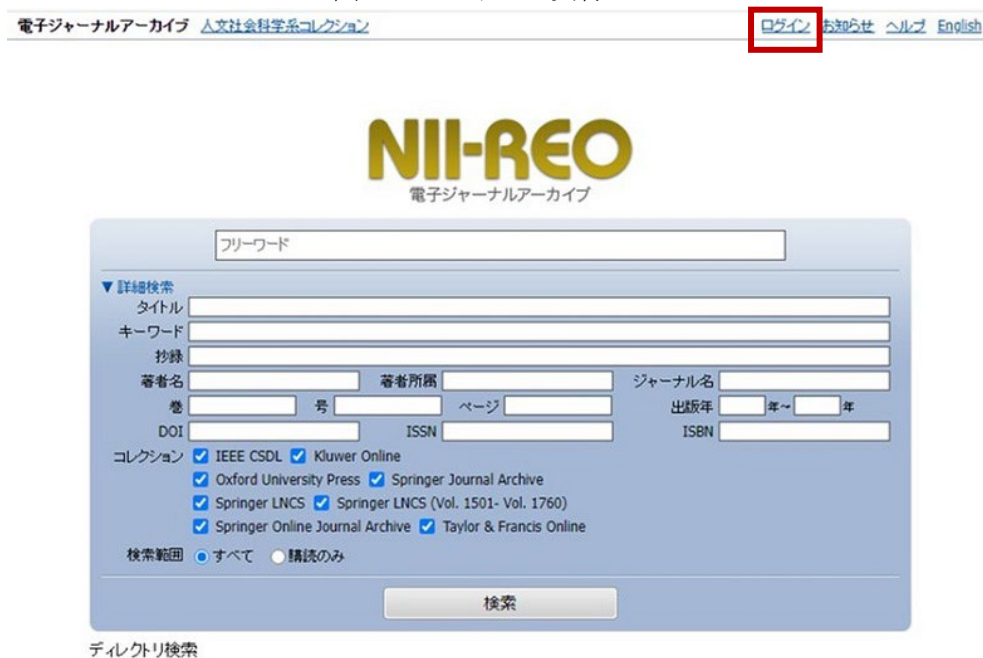 電子ジャーナルアーカイブ 人文社会科学系コレクション ログイン お知らせ ヘルプ English
NII-REO
電子ジャーナルアーカイブ
フリーワード
▼詳細検索
タイトル
キーワード
抄録
著者名 著者所属 ジャーナル名
巻 号 ページ 出版年 年~ 年
DOI ISSN ISBN
コレクション IEEE CSDL Kluwer Online
Oxford University Press Springer Journal Archive
Springer LNCS Springer LNCS (Vol. 1501- Vol. 1760)
Springer Online Journal Archive Taylor & Francis Online
検索範囲 すべて 購読のみ
検索
ディレクトリ検索